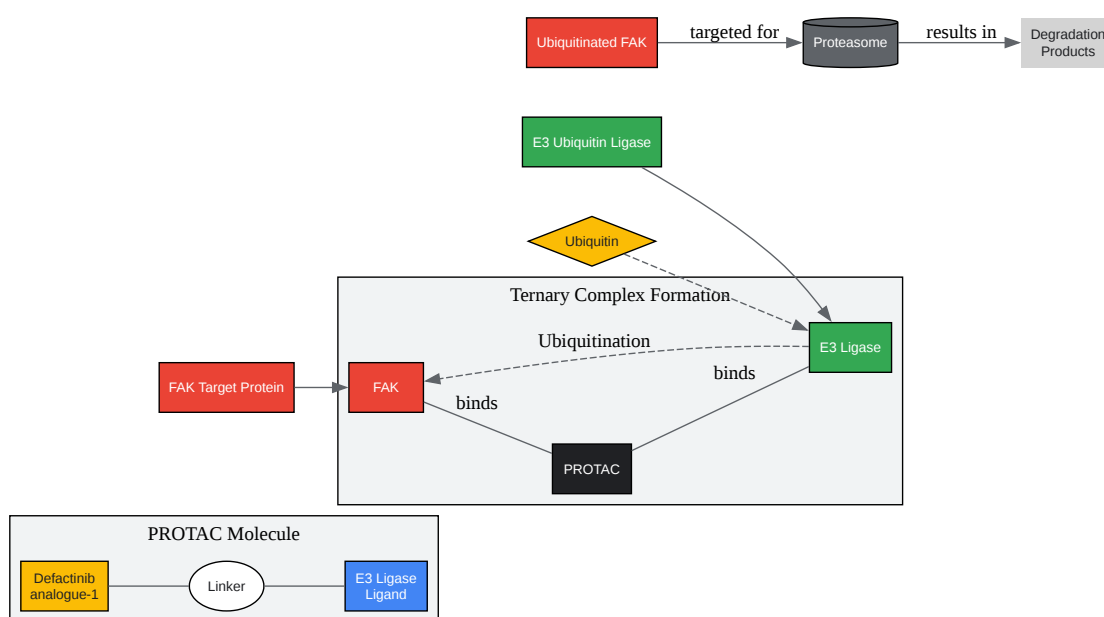 Ubiquitinated FAK
targeted for
Proteasome
results in
Degradation
Products
E3 Ubiquitin Ligase
Ubiquitin
Ternary Complex Formation
Ubiquitination
E3 Ligase
FAK Target Protein
FAK
binds
binds
PROTAC
PROTAC Molecule
Defactinib
analogue-1
Linker
E3 Ligase
Ligand